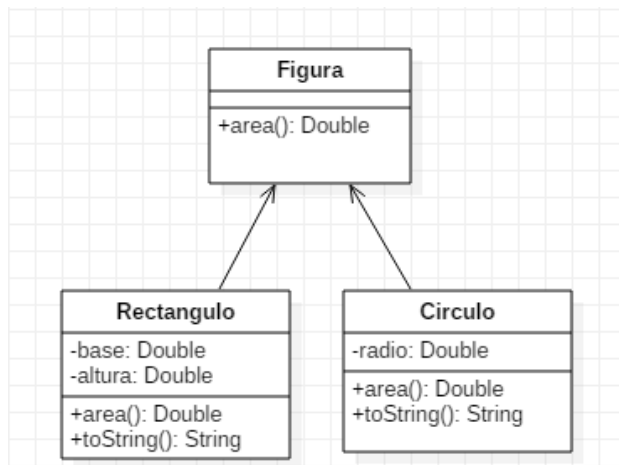 Figura
+area(): Double
Rectangulo
-base: Double
-altura: Double
+area(): Double
+toString(): String
Circulo
-radio: Double
+area(): Double
+toString(): String